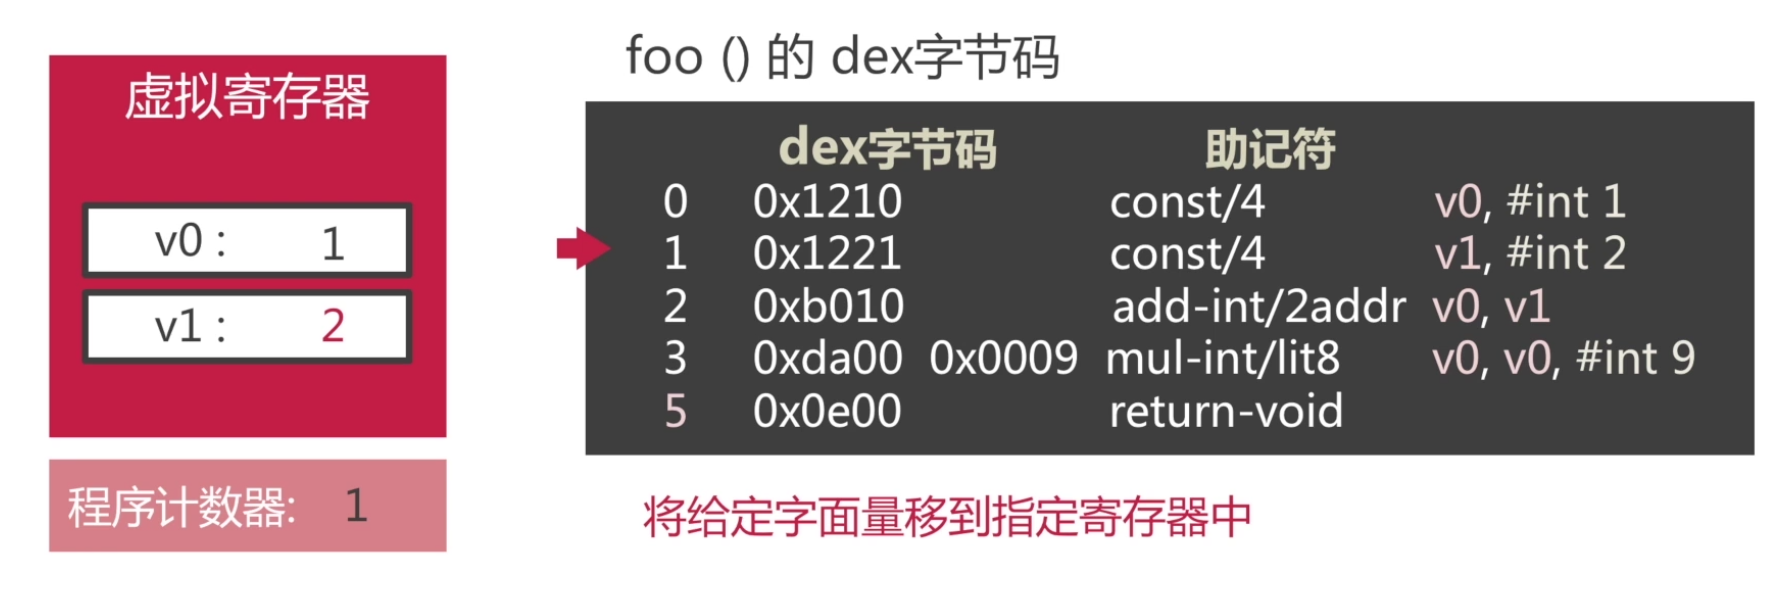 foo () 的 dex字节码
虚拟寄存器
v0 : 1
v1 : 2
程序计数器: 1
dex字节码 助记符
0 0x1210 const/4 v0, #int 1
1 0x1221 const/4 v1, #int 2
2 0xb010 add-int/2addr v0, v1
3 0xda00 0x0009 mul-int/lit8 v0, v0, #int 9
5 0x0e00 return-void
将给定字面量移到指定寄存器中